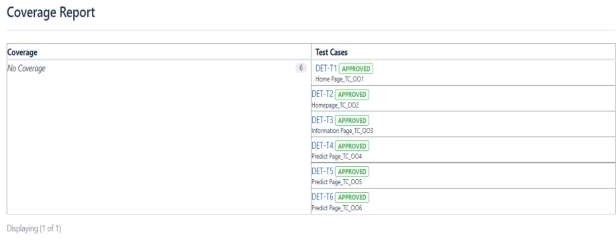 Coverage Report
Coverage Test Cases
No Coverage 6
DET-T1 APPROVED
Home Page_TC_001
DET-T2 APPROVED
Homepage_TC_002
DET-T3 APPROVED
Information Page_TC_003
DET-T4 APPROVED
Predict Page_TC_004
DET-T5 APPROVED
Predict Page_TC_005
DET-T6 APPROVED
Predict Page_TC_006
Displaying (1 of 1)